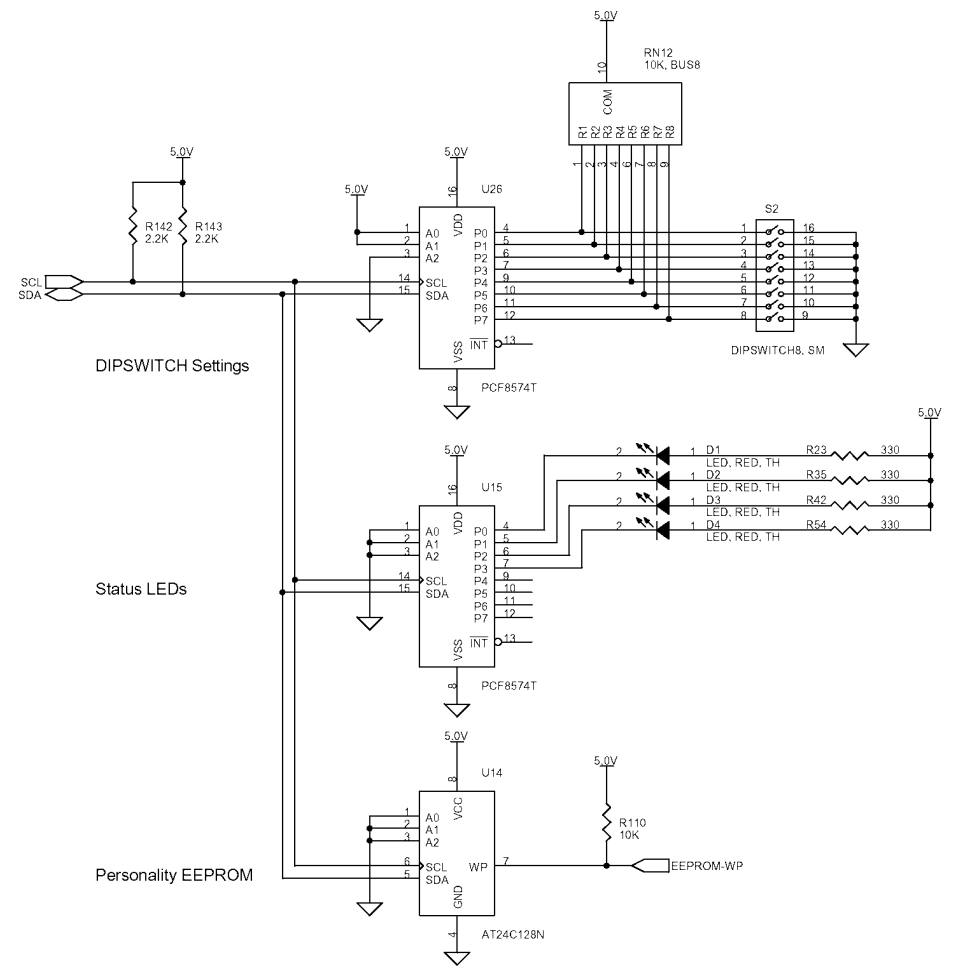 5.0V
RN12
10K, BUS8
10
COM
R1 R2 R3 R4 R5 R6 R7 R8
1 2 3 4 6 7 8 9
5.0V
R142
2.2K
R143
2.2K
5.0V
5.0V
16
U26
VDD
1 A0 P0 4
2 A1 P1 5
3 A2 P2 6
P3 7
14 SCL P4 9
15 SDA P5 10
P6 11
P7 12
INT 13
VSS
8
PCF8574T
SCL
SDA
S2
1 16
2 15
3 14
4 13
5 12
6 11
7 10
8 9
DIPSWITCH8, SM
DIPSWITCH Settings
5.0V
16
U15
VDD
1 A0 P0 4
2 A1 P1 5
3 A2 P2 6
P3 7
14 SCL P4 9
15 SDA P5 10
P6 11
P7 12
INT 13
VSS
8
PCF8574T
5.0V
2 1 D1 R23 330
LED, RED, TH
2 1 D2 R35 330
LED, RED, TH
2 1 D3 R42 330
LED, RED, TH
2 1 D4 R54 330
LED, RED, TH
Status LEDs
5.0V
8
U14
VCC
1 A0
2 A1
3 A2
6 SCL WP 7
5 SDA
GND
4
AT24C128N
5.0V
R110
10K
EEPROM-WP
Personality EEPROM